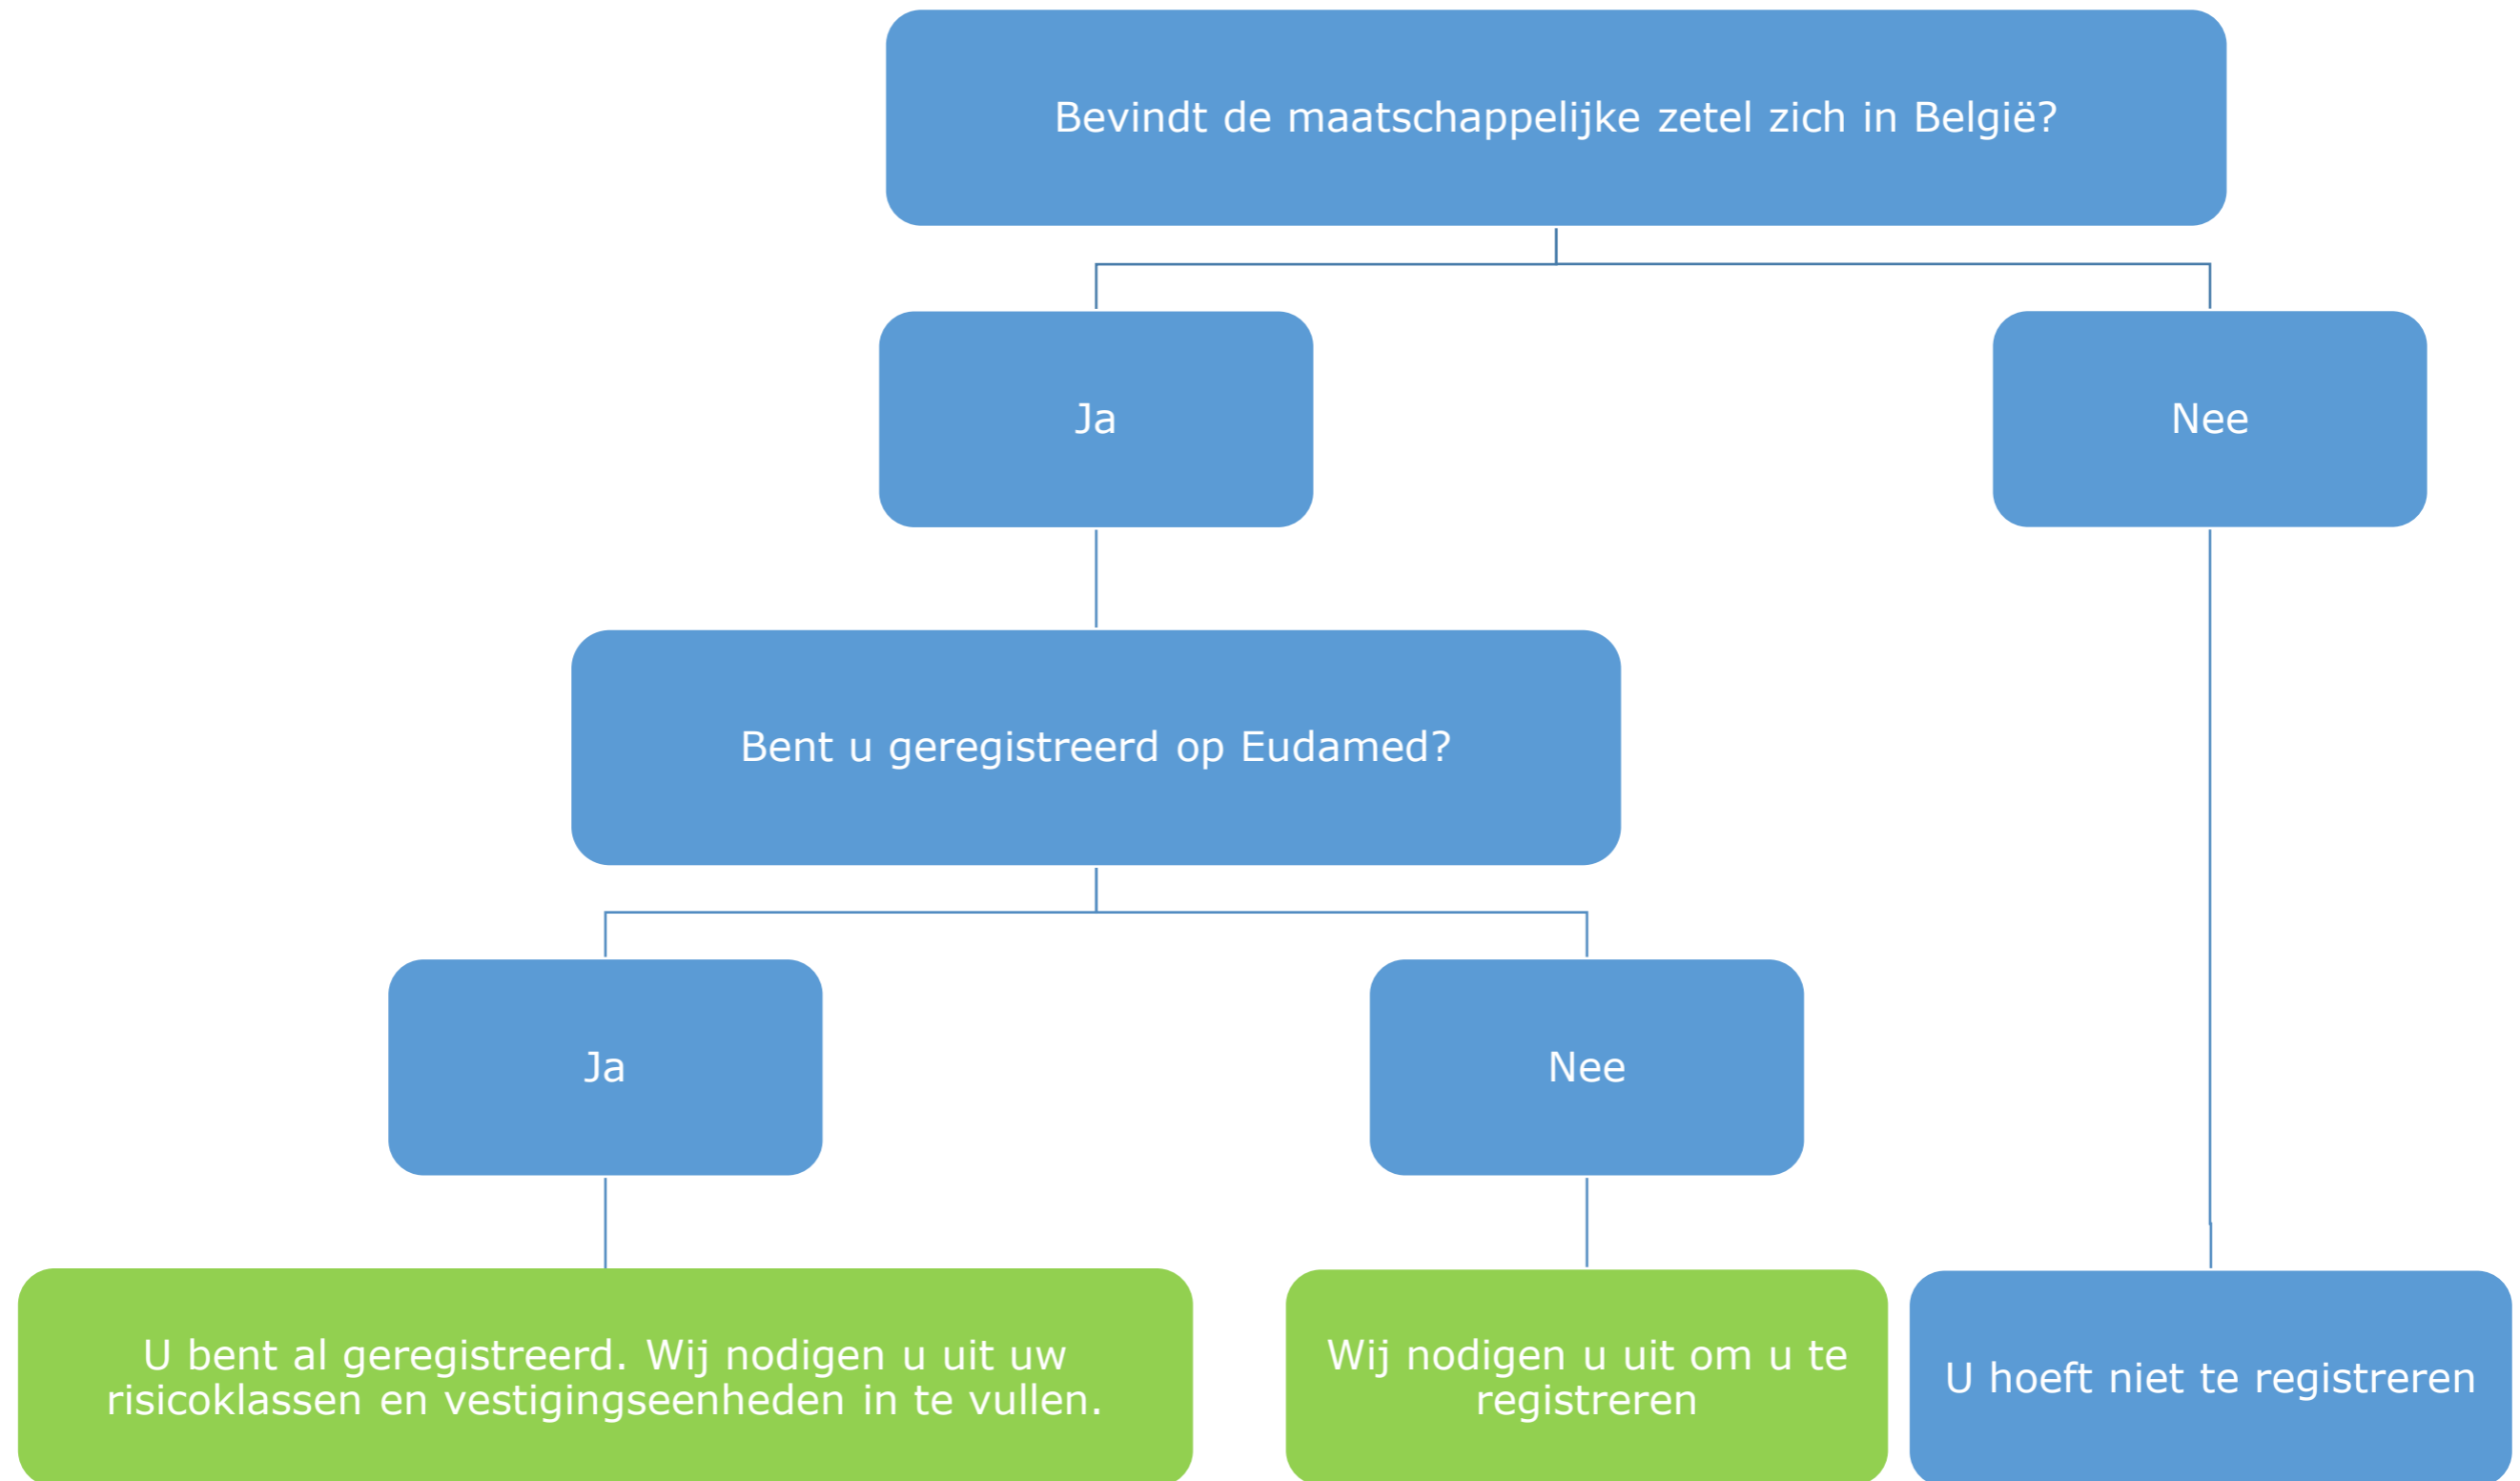 Bevindt de maatschappelijke zetel zich in België?
Ja
Nee
Bent u geregistreerd op Eudamed?
Ja
Nee
U bent al geregistreerd. Wij nodigen u uit uw
risicoklassen en vestigingseenheden in te vullen.
Wij nodigen u uit om u te
registreren
U hoeft niet te registreren